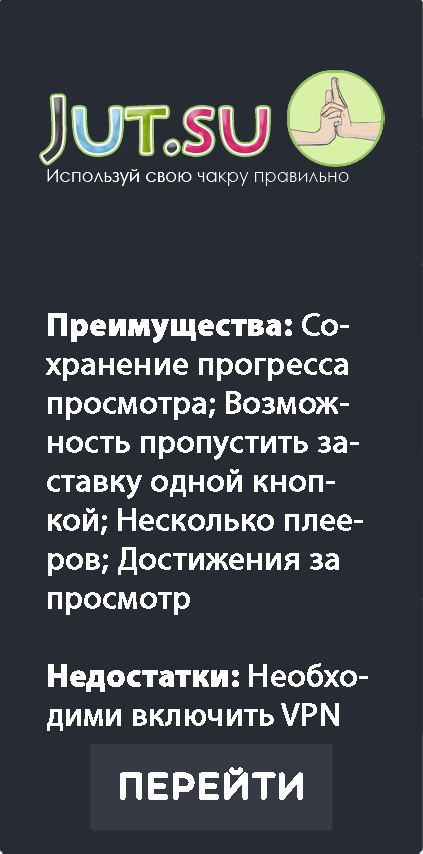 JUT.SU
Используй свою чакру правильно
Преимущества: Со-
хранение прогресса
просмотра; Возмож-
ность пропустить за-
ставку одной кноп-
кой; Несколько плее-
ров; Достижения за
просмотр
Недостатки: Необхо-
дими включить VPN
ПЕРЕЙТИ